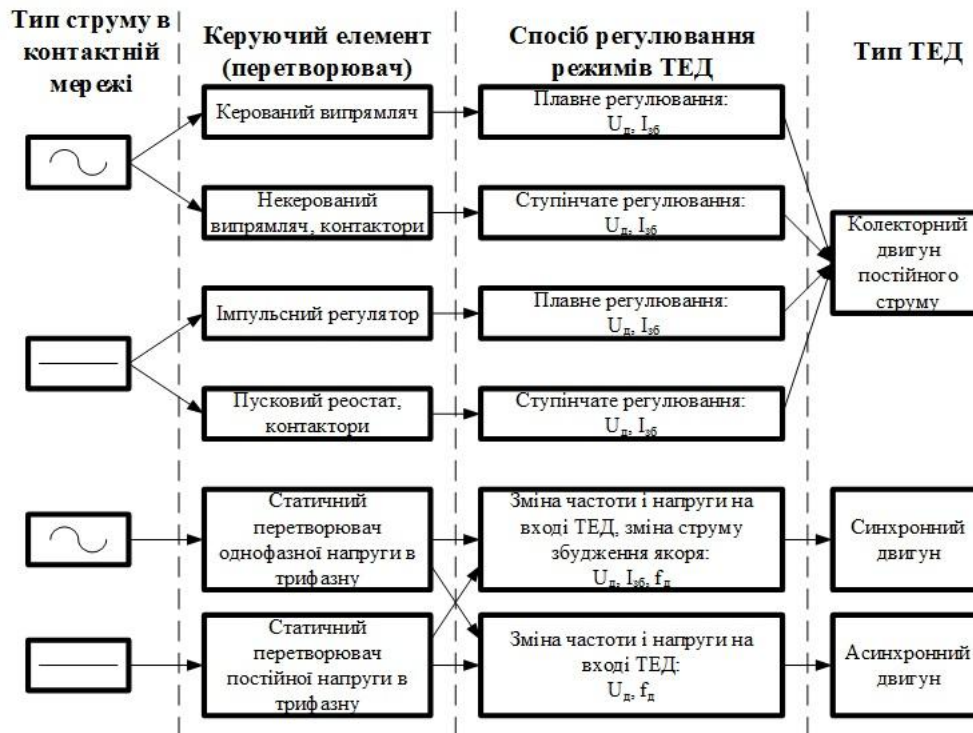 Тип струму в
контактній
мережі
Керуючий елемент
(перетворювач)
Спосіб регулювання
режимів ТЕД
Тип ТЕД
Керований випрямляч
Плавне регулювання:
Uд, Iзб
Некерований
випрямляч, контактори
Ступінчате регулювання:
Uд, Iзб
Колекторний
двигун
постійного
струму
Імпульсний регулятор
Плавне регулювання:
Uд, Iзб
Пусковий реостат,
контактори
Ступінчате регулювання:
Uд, Iзб
Статичний
перетворювач
однофазної напруги в
трифазну
Зміна частоти і напруги на
вході ТЕД, зміна струму
збудження якоря:
Uд, Iзб, fд
Синхронний
двигун
Статичний
перетворювач
постійної напруги в
трифазну
Зміна частоти і напруги на
вході ТЕД:
Uд, fд
Асинхронний
двигун